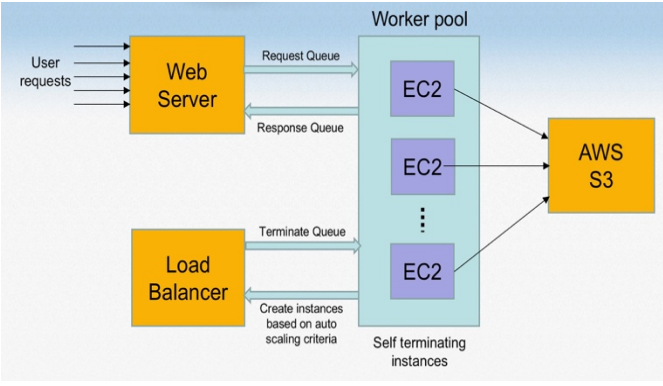 Worker pool
User
requests
Web
Server
Request Queue
Response Queue
EC2
EC2
EC2
AWS
S3
Load
Balancer
Terminate Queue
Create instances
based on auto
scaling criteria
Self terminating
instances